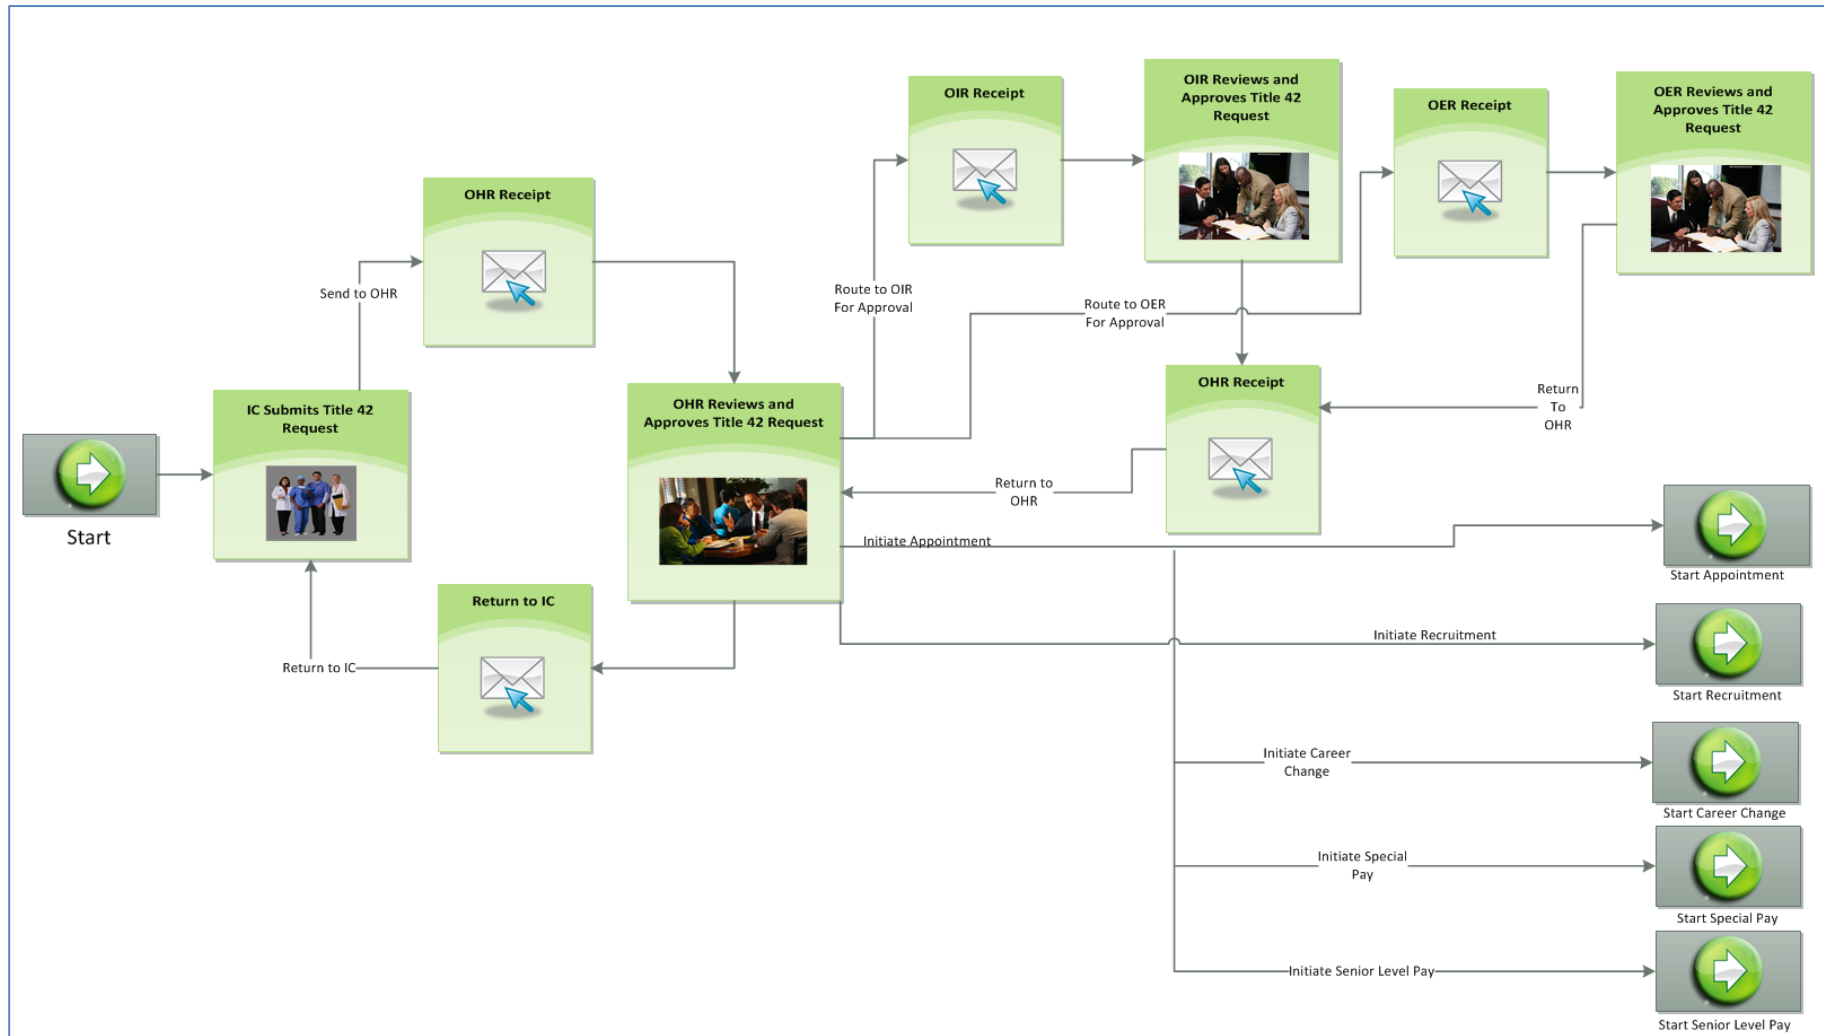 OIR Receipt
OIR Reviews and
Approves Title 42
Request
OER Receipt
OER Reviews and
Approves Title 42
Request
OHR Receipt
Send to OHR
Route to OIR
For Approval
Route to OER
For Approval
IC Submits Title 42
Request
OHR Reviews and
Approves Title 42 Request
OHR Receipt
Return
To
OHR
Start
Return to
OHR
Initiate Appointment
Start Appointment
Return to IC
Return to IC
Initiate Recruitment
Start Recruitment
Initiate Career
Change
Start Career Change
Initiate Special
Pay
Start Special Pay
Initiate Senior Level Pay
Start Senior Level Pay